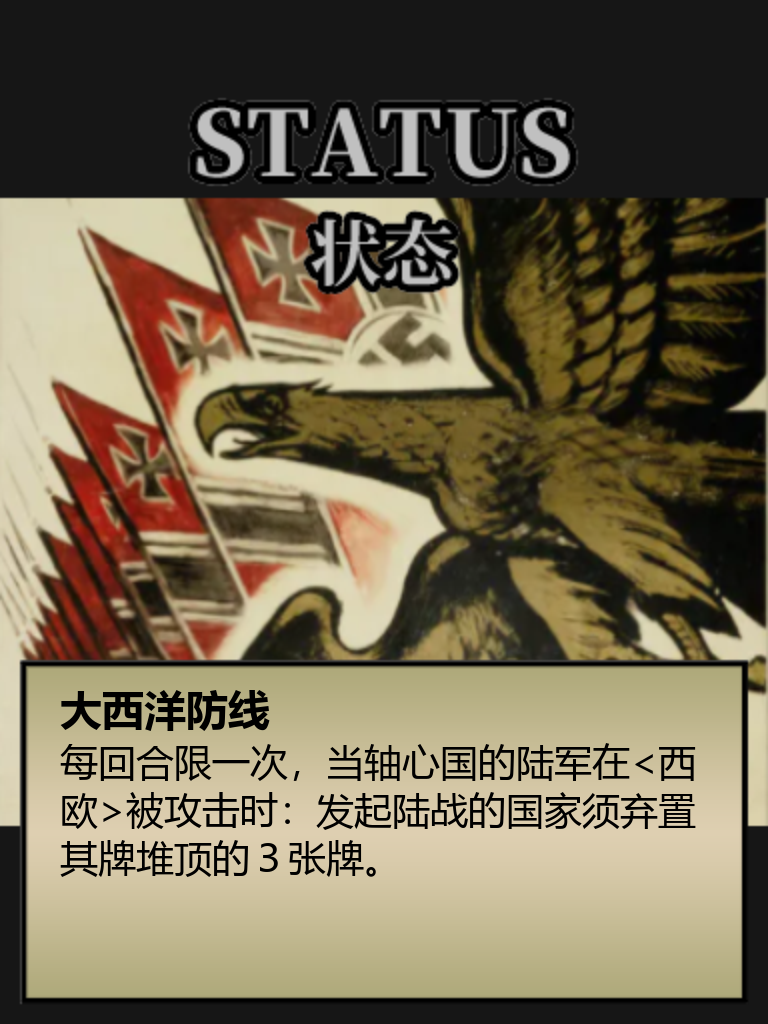 STATUS
状态
大西洋防线
每回合限一次，当轴心国的陆军在<西
欧>被攻击时：发起陆战的国家须弃置
其牌堆顶的 3 张牌。